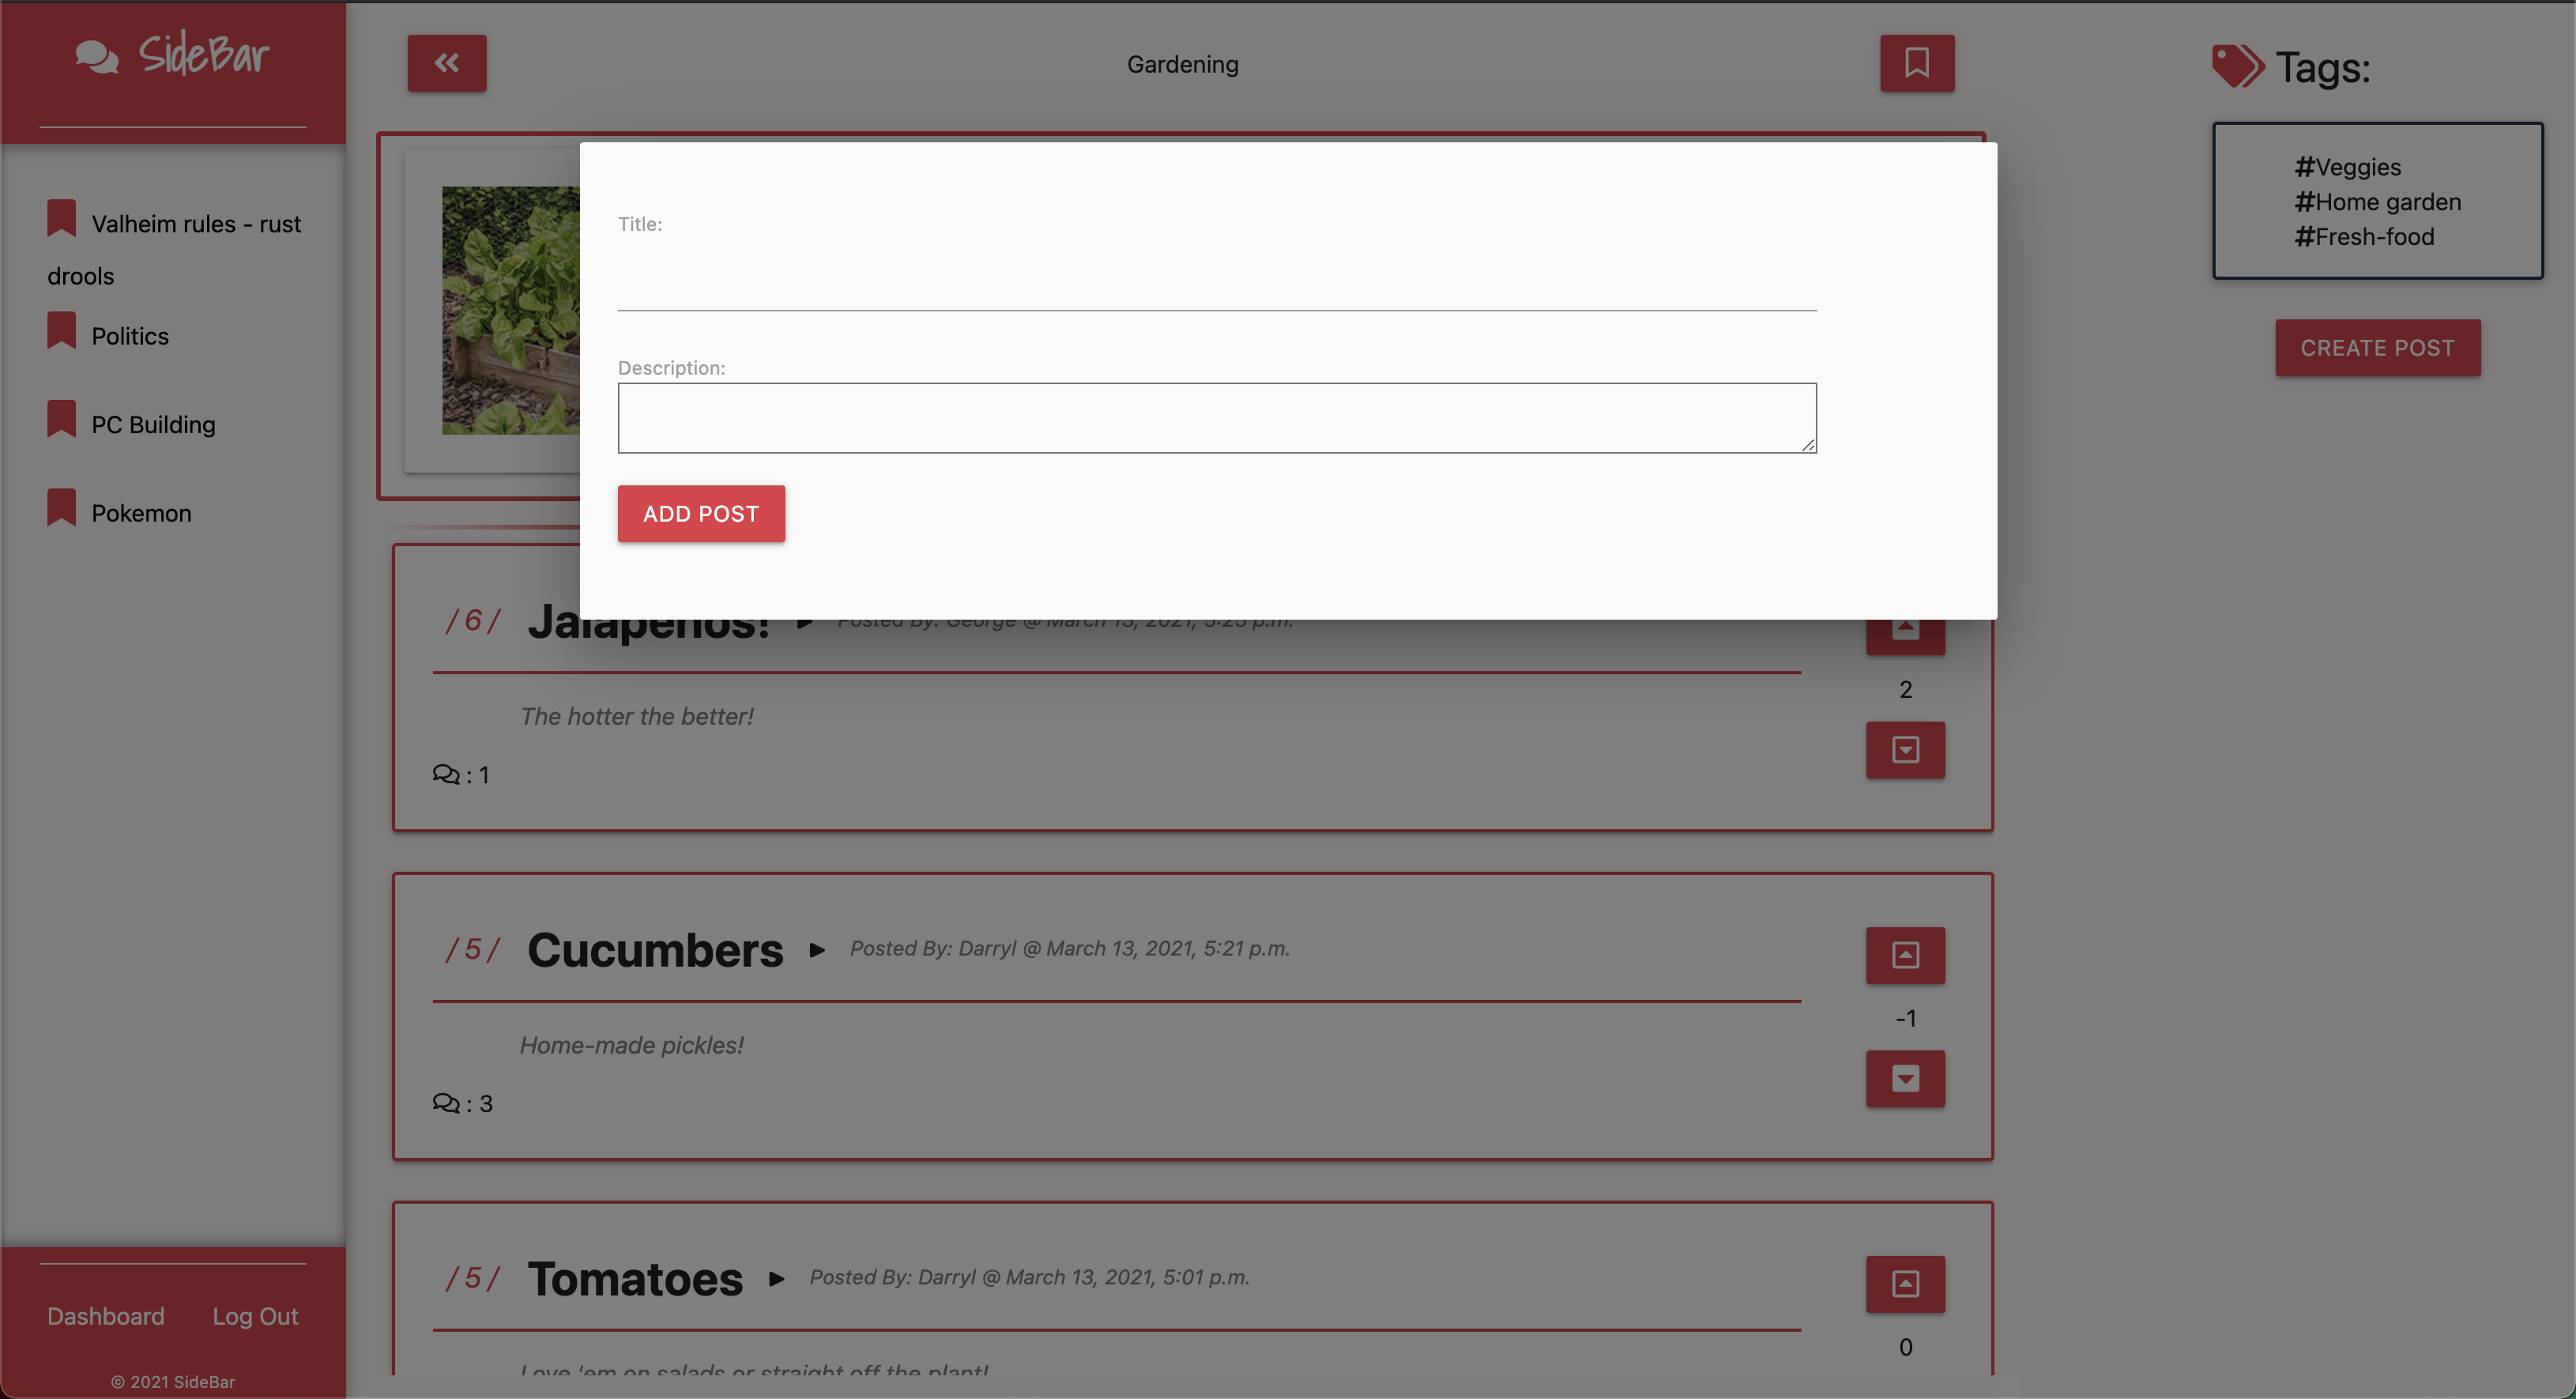 SideBar
Valheim rules - rust
drools
Politics
PC Building
Pokemon
Dashboard
Log Out
© 2021 SideBar
Gardening
Title:
Description:
ADD POST
/ 6 / Jalapenos! Posted By: George @ March 13, 2021, 5:25 p.m.
2
The hotter the better!
: 1
/ 5 / Cucumbers Posted By: Darryl @ March 13, 2021, 5:21 p.m.
-1
Home-made pickles!
: 3
/ 5 / Tomatoes Posted By: Darryl @ March 13, 2021, 5:01 p.m.
0
Love 'em on salads or straight off the plant!
Tags:
#Veggies
#Home garden
#Fresh-food
CREATE POST